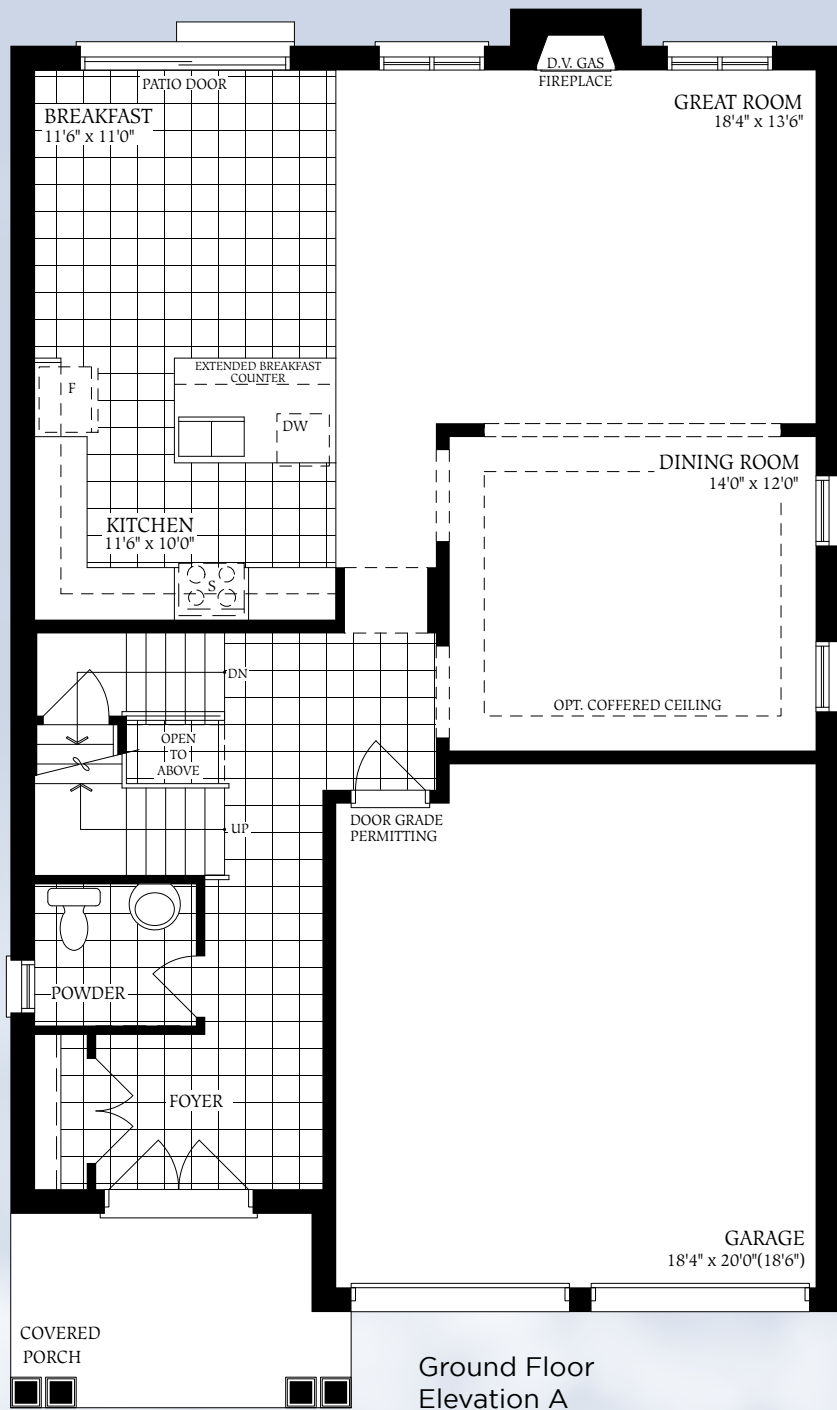 PATIO DOOR
D.V. GAS
FIREPLACE
BREAKFAST
11'6" x 11'0"
GREAT ROOM
18'4" x 13'6"
EXTENDED BREAKFAST
COUNTER
F
DW
DINING ROOM
14'0" x 12'0"
KITCHEN
11'6" x 10'0"
S
DN
OPT. COFFERED CEILING
OPEN
TO
ABOVE
UP
DOOR GRADE
PERMITTING
POWDER
FOYER
GARAGE
18'4" x 20'0"(18'6")
COVERED
PORCH
Ground Floor
Elevation A